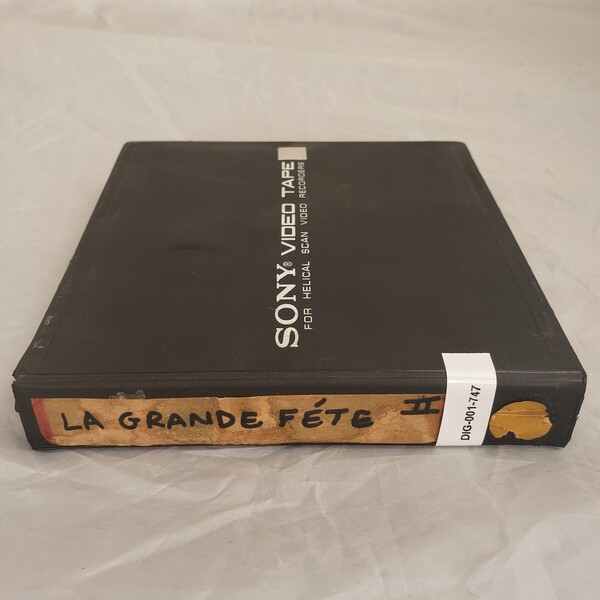 SONY® VIDEO TAPE
FOR HELICAL SCAN VIDEO RECORDERS
LA GRANDE FÉTE II
DIG-001-747